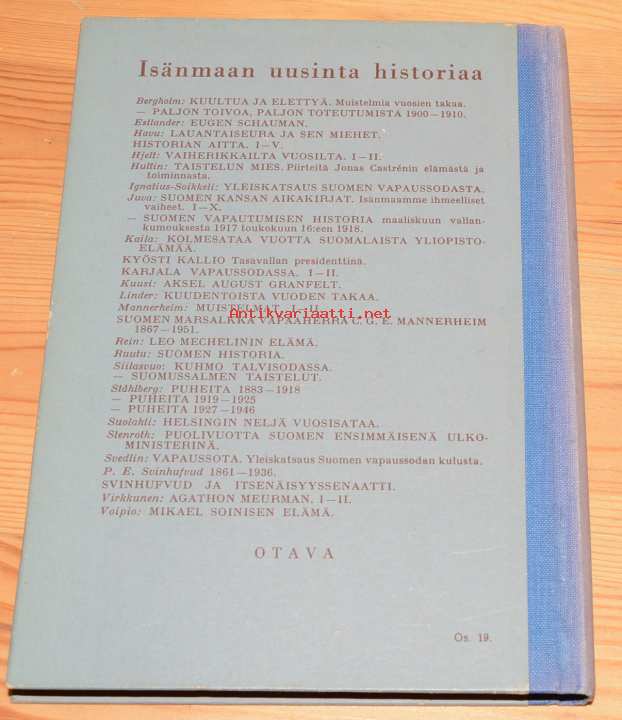 Isänmaan uusinta historiaa
Bergholm: KUULTUA JA ELETTYÄ. Muistelmia vuosien takaa.
— PALJON TOIVOA, PALJON TOTEUTUMISTA 1900—1910.
Estlander: EUGEN SCHAUMAN.
Havu: LAUANTAISEURA JA SEN MIEHET.
HISTORIAN AITTA. I—V.
Hjelt: VAIHERIKKAILTA VUOSILTA. I—II.
Hultin: TAISTELUN MIES. Piirteitä Jonas Castrénin elämästä ja
toiminnasta.
Ignatius-Soikkeli: YLEISKATSAUS SUOMEN VAPAUSSODASTA.
Juva: SUOMEN KANSAN AIKAKIRJAT. Isänmaamme ihmeelliset
vaiheet. I—X.
— SUOMEN VAPAUTUMISEN HISTORIA maaliskuun vallan-
kumouksesta 1917 toukokuun 16:een 1918.
Kaila: KOLMESATAA VUOTTA SUOMALAISTA YLIOPISTO-
ELÄMÄÄ.
KYÖSTI KALLIO Tasavallan presidenttinä.
KARJALA VAPAUSSODASSA. I—II.
Kuusi: AKSEL AUGUST GRANFELT.
Linder: KUUDENTOISTA VUODEN TAKAA.
Mannerheim: MUISTELMAT. I—II.
Antikvariaatti.net
SUOMEN MARSALKKA VAPAAHERRA C. G. E. MANNERHEIM
1867—1951.
Rein: LEO MECHELININ ELÄMÄ.
Ruutu: SUOMEN HISTORIA.
Siilasvuo: KUHMO TALVISODASSA.
— SUOMUSSALMEN TAISTELUT.
Ståhlberg: PUHEITA 1883—1918
— PUHEITA 1919—1925
— PUHEITA 1927—1946
Suolahti: HELSINGIN NELJÄ VUOSISATAA.
Stenroth: PUOLIVUOTTA SUOMEN ENSIMMÄISENÄ ULKO-
MINISTERINÄ.
Svedlin: VAPAUSSOTA. Yleiskatsaus Suomen vapaussodan kulusta.
P. E. Svinhufvud 1861—1936.
SVINHUFVUD JA ITSENÄISYYSSENAATTI.
Virkkunen: AGATHON MEURMAN. I—II.
Voipio: MIKAEL SOINISEN ELÄMÄ.
OTAVA
Os. 19.